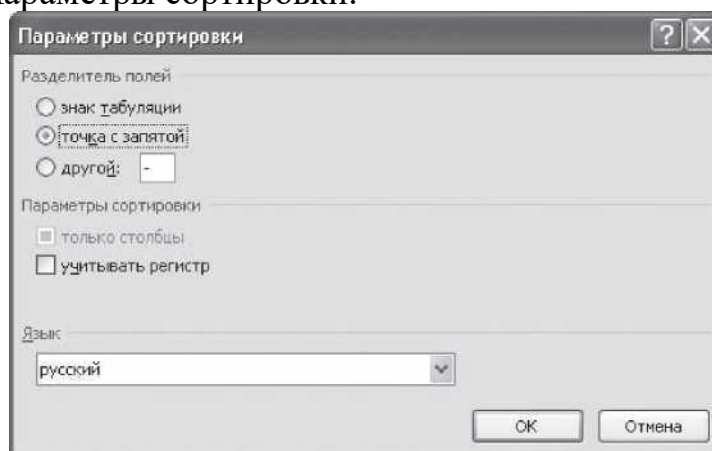 параметры сортировки.
Параметры сортировки
Разделитель полей
знак табуляции
точка с запятой
другой: -
Параметры сортировки
только столбцы
учитывать регистр
Язык
русский
ОК Отмена